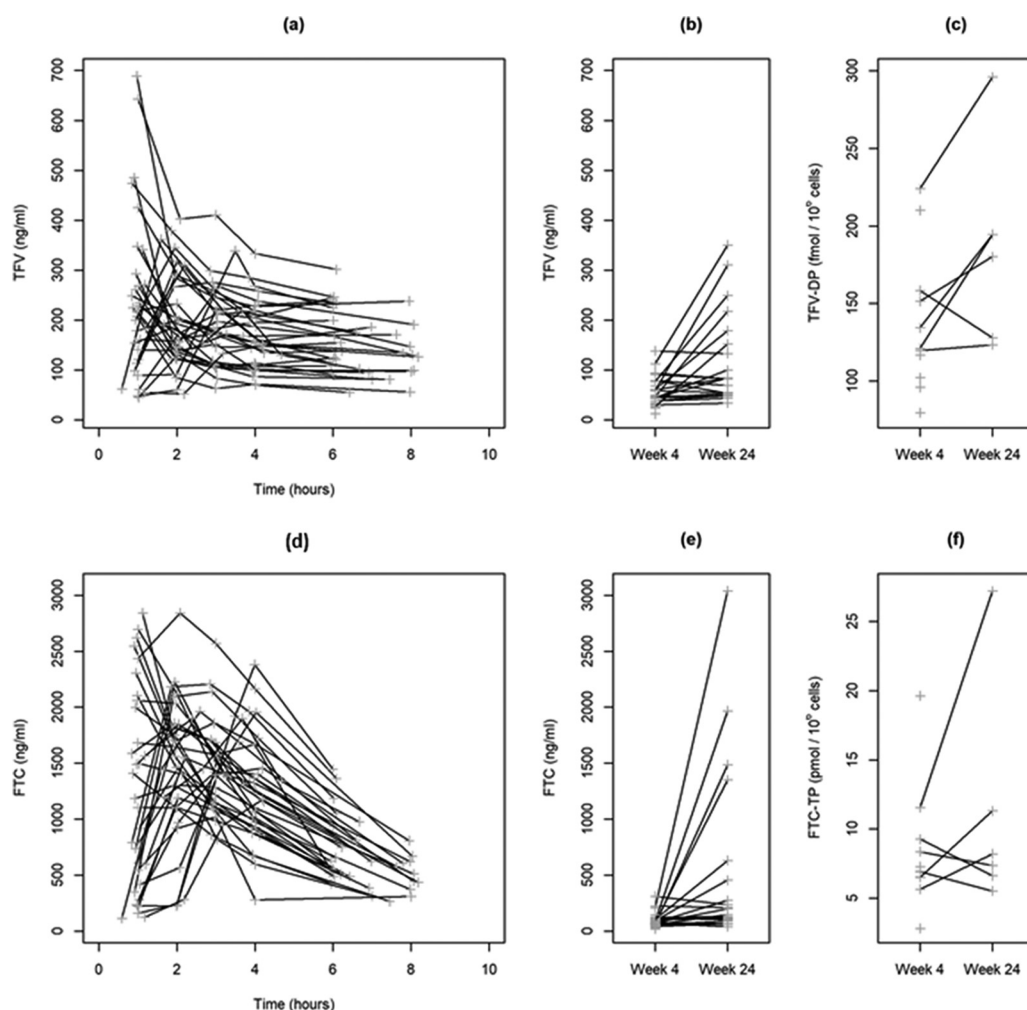 (a)
TFV (ng/ml)
700
600
500
400
300
200
100
0
0 2 4 6 8 10
Time (hours)
(b)
TFV (ng/ml)
700
600
500
400
300
200
100
0
Week 4 Week 24
(c)
TFV-DP (fmol / 10⁶ cells)
300
250
200
150
100
Week 4 Week 24
(d)
FTC (ng/ml)
3000
2500
2000
1500
1000
500
0
0 2 4 6 8 10
Time (hours)
(e)
FTC (ng/ml)
3000
2500
2000
1500
1000
500
0
Week 4 Week 24
(f)
FTC-TP (pmol / 10⁶ cells)
25
20
15
10
5
Week 4 Week 24